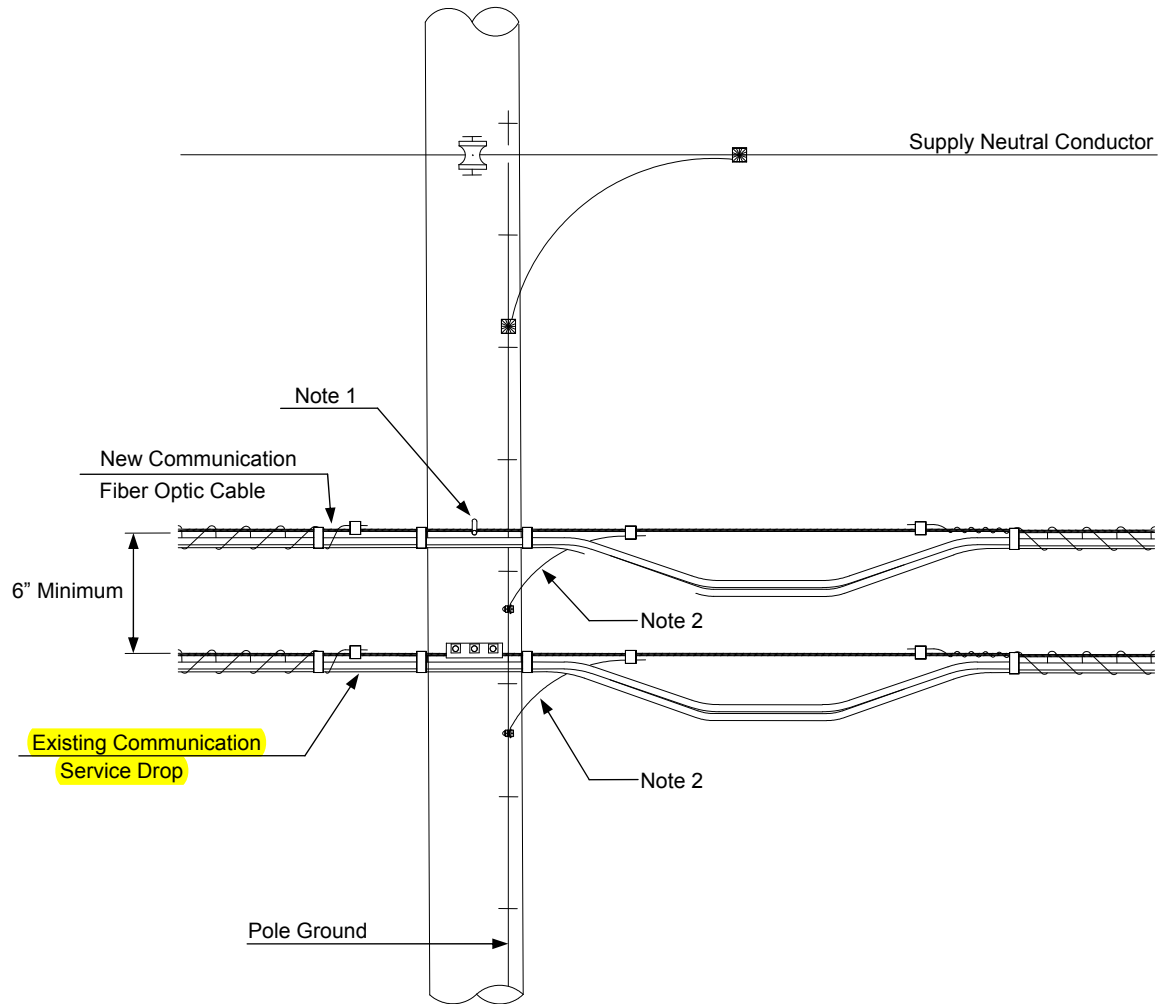 Supply Neutral Conductor
Note 1
New Communication
Fiber Optic Cable
6” Minimum
Note 2
Existing Communication
Service Drop
Note 2
Pole Ground